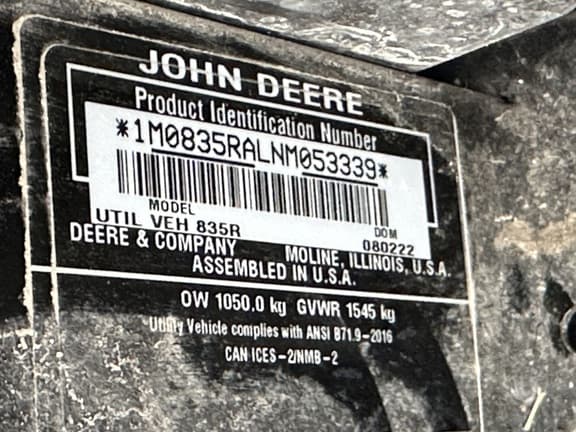 JOHN DEERE
Product Identification Number
*1M0835RALNM053339*
MODEL DOM
UTIL VEH 835R 080222
DEERE & COMPANY MOLINE, ILLINOIS, U.S.A.
ASSEMBLED IN U.S.A.
OW 1050.0 kg GVWR 1545 kg
Utility Vehicle complies with ANSI B71.9-2016
CAN ICES-2/NMB-2